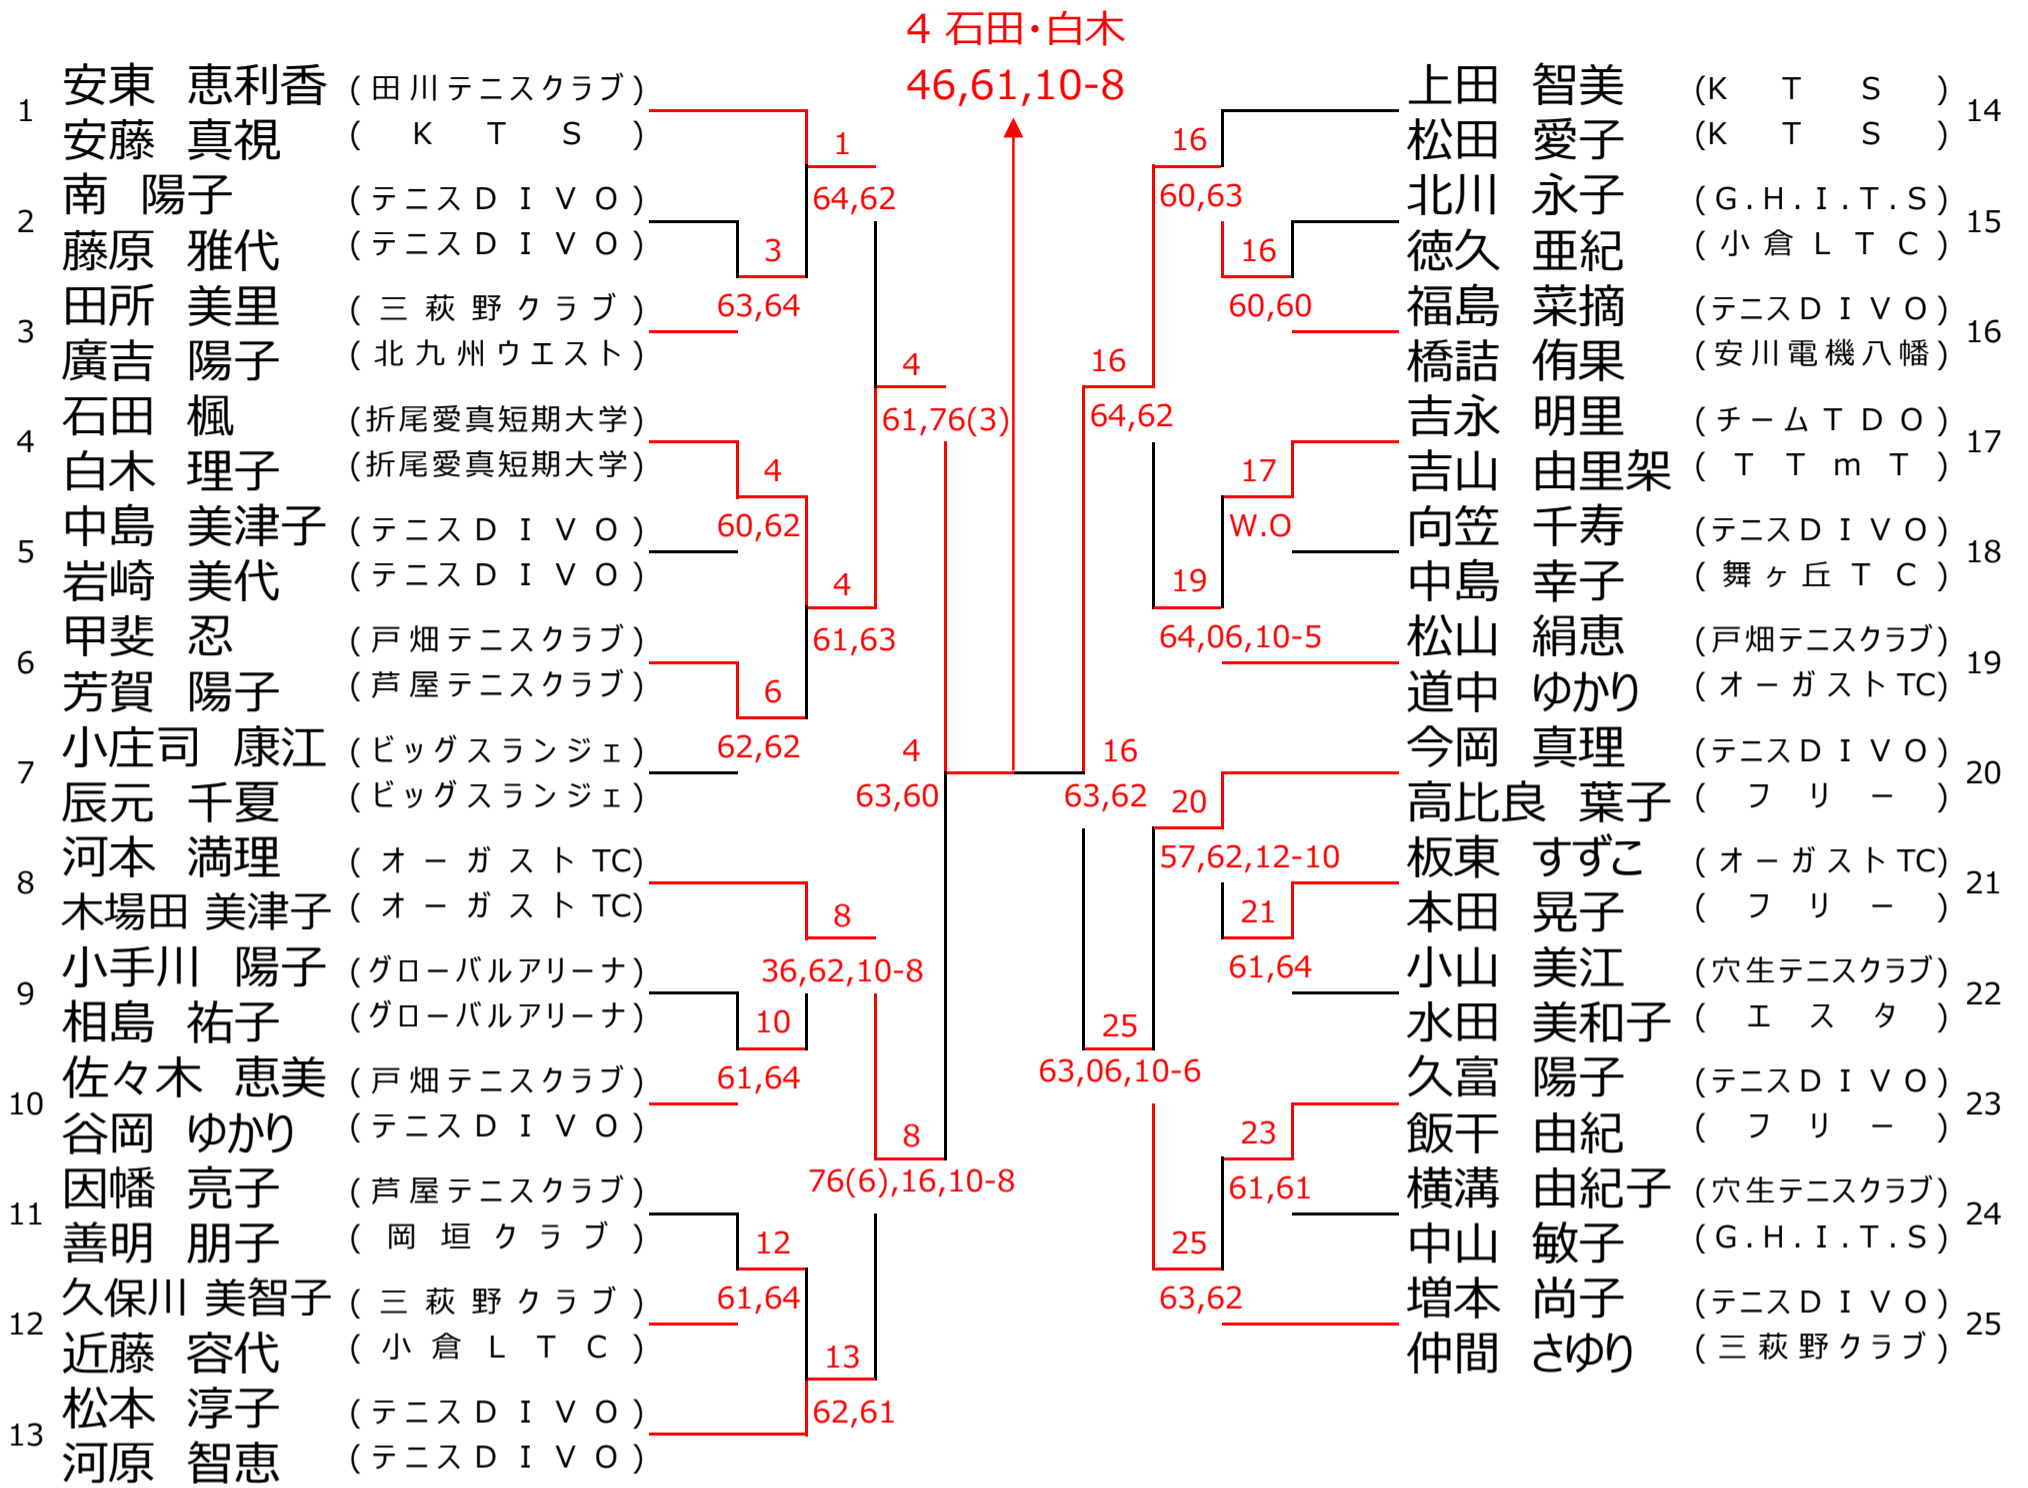 4 石田・白木
46,61,10-8
1 安東 恵利香 (田川テニスクラブ)
安藤 真視 (KTS)
2 南 陽子 (テニスDIVO)
藤原 雅代 (テニスDIVO)
3 田所 美里 (三萩野クラブ)
廣吉 陽子 (北九州ウエスト)
4 石田 楓 (折尾愛真短期大学)
白木 理子 (折尾愛真短期大学)
5 中島 美津子 (テニスDIVO)
岩崎 美代 (テニスDIVO)
6 甲斐 忍 (戸畑テニスクラブ)
芳賀 陽子 (芦屋テニスクラブ)
7 小庄司 康江 (ビッグスランジェ)
辰元 千夏 (ビッグスランジェ)
8 河本 満理 (オーガストTC)
木場田 美津子 (オーガストTC)
9 小手川 陽子 (グローバルアリーナ)
相島 祐子 (グローバルアリーナ)
10 佐々木 恵美 (戸畑テニスクラブ)
谷岡 ゆかり (テニスDIVO)
11 因幡 亮子 (芦屋テニスクラブ)
善明 朋子 (岡垣クラブ)
12 久保川 美智子 (三萩野クラブ)
近藤 容代 (小倉LTC)
13 松本 淳子 (テニスDIVO)
河原 智恵 (テニスDIVO)
3
63,64
4
60,62
6
62,62
10
61,64
12
61,64
1
64,62
4
61,63
8
36,62,10-8
13
62,61
4
61,76(3)
8
76(6),16,10-8
4
63,60
16
63,62
16
64,62
25
63,06,10-6
16
60,63
19
64,06,10-5
20
57,62,12-10
25
63,62
16
60,60
17
W.O
21
61,64
23
61,61
上田 智美 (KTS) 14
松田 愛子 (KTS)
北川 永子 (G.H.I.T.S) 15
徳久 亜紀 (小倉LTC)
福島 菜摘 (テニスDIVO) 16
橋詰 侑果 (安川電機八幡)
吉永 明里 (チームTDO) 17
吉山 由里架 (TTmT)
向笠 千寿 (テニスDIVO) 18
中島 幸子 (舞ヶ丘TC)
松山 絹恵 (戸畑テニスクラブ) 19
道中 ゆかり (オーガストTC)
今岡 真理 (テニスDIVO) 20
高比良 葉子 (フリー)
板東 すずこ (オーガストTC) 21
本田 晃子 (フリー)
小山 美江 (穴生テニスクラブ) 22
水田 美和子 (エスタ)
久富 陽子 (テニスDIVO) 23
飯干 由紀 (フリー)
横溝 由紀子 (穴生テニスクラブ) 24
中山 敏子 (G.H.I.T.S)
増本 尚子 (テニスDIVO) 25
仲間 さゆり (三萩野クラブ)